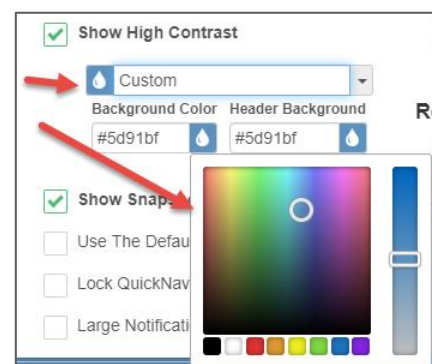 Show High Contrast
Custom
Background Color Header Background
#5d91bf #5d91bf
Show Snap
Use The Defau
Lock QuickNav
Large Notificati